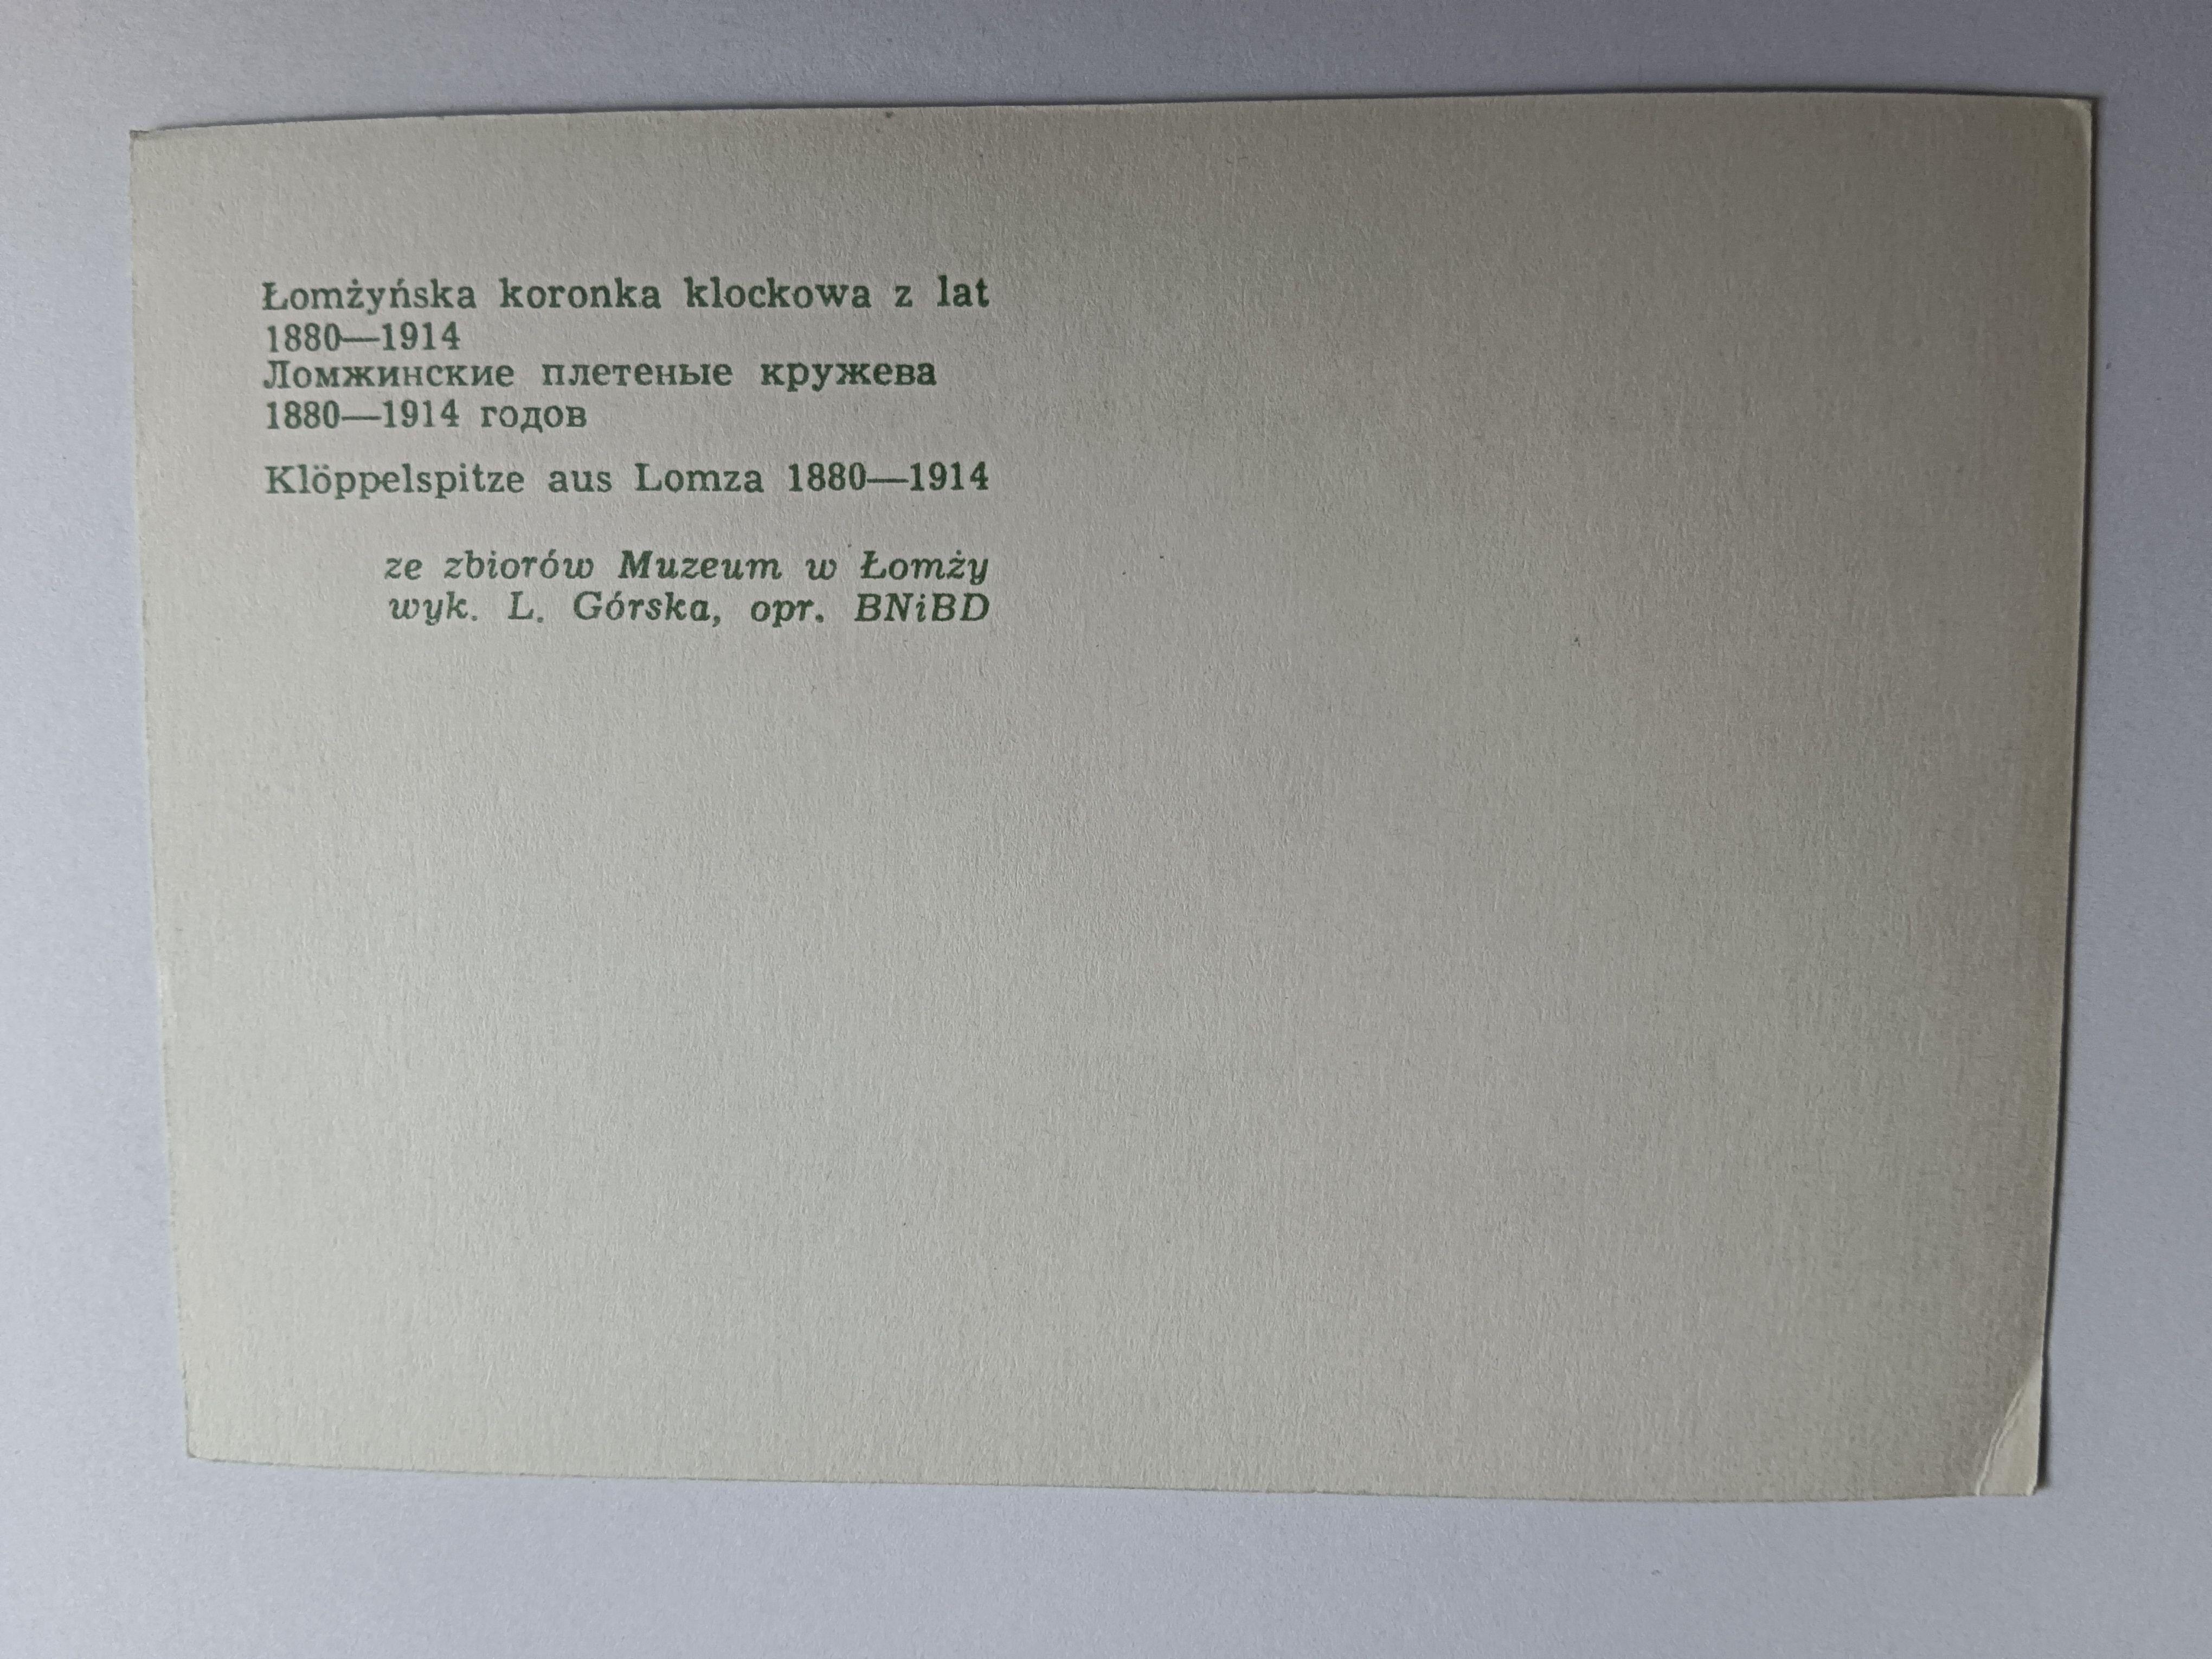 Łomżyńska koronka klockowa z lat
1880—1914
Ломжинские плетеные кружева
1880—1914 годов
Klöppelspitze aus Lomza 1880—1914
ze zbiorów Muzeum w Łomży
wyk. L. Górska, opr. BNiBD